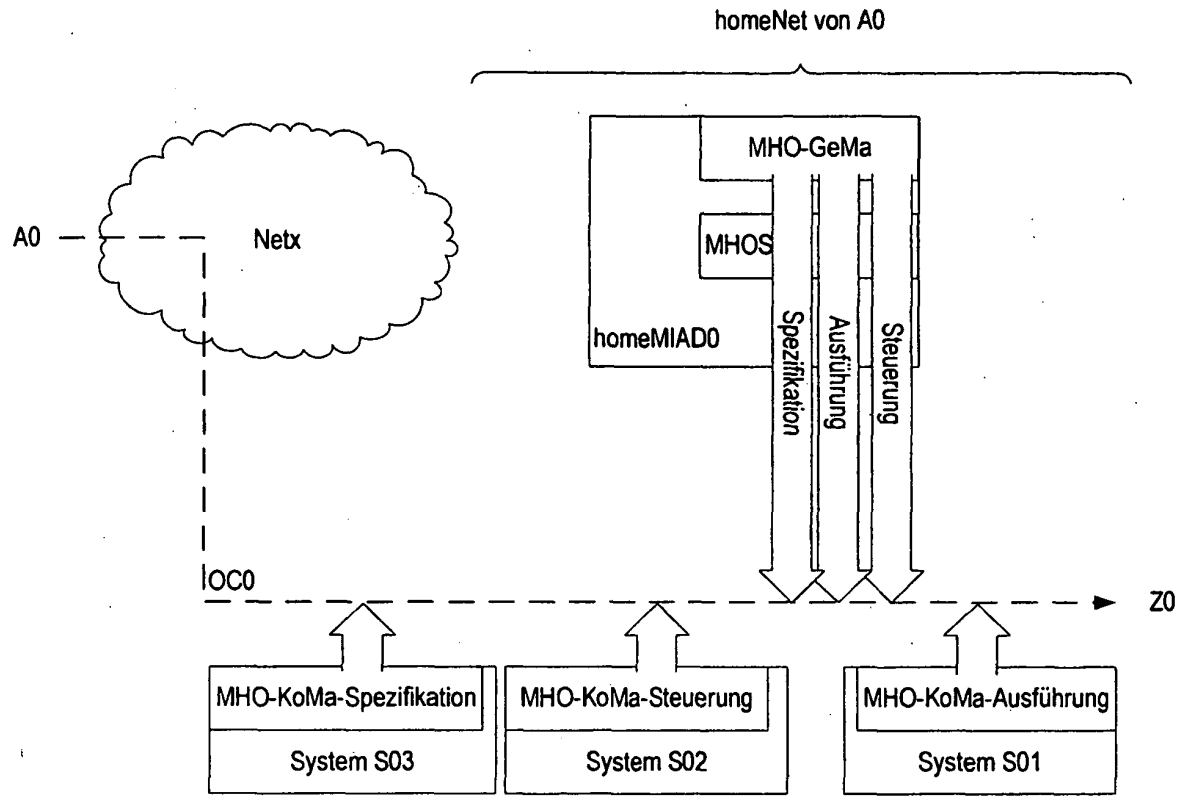 homeNet von A0
MHO-GeMa
A0
Netx
MHOS
homeMIAD0
Spezifikation
Ausführung
Steuerung
OC0
Z0
MHO-KoMa-Spezifikation
MHO-KoMa-Steuerung
MHO-KoMa-Ausführung
System S03
System S02
System S01